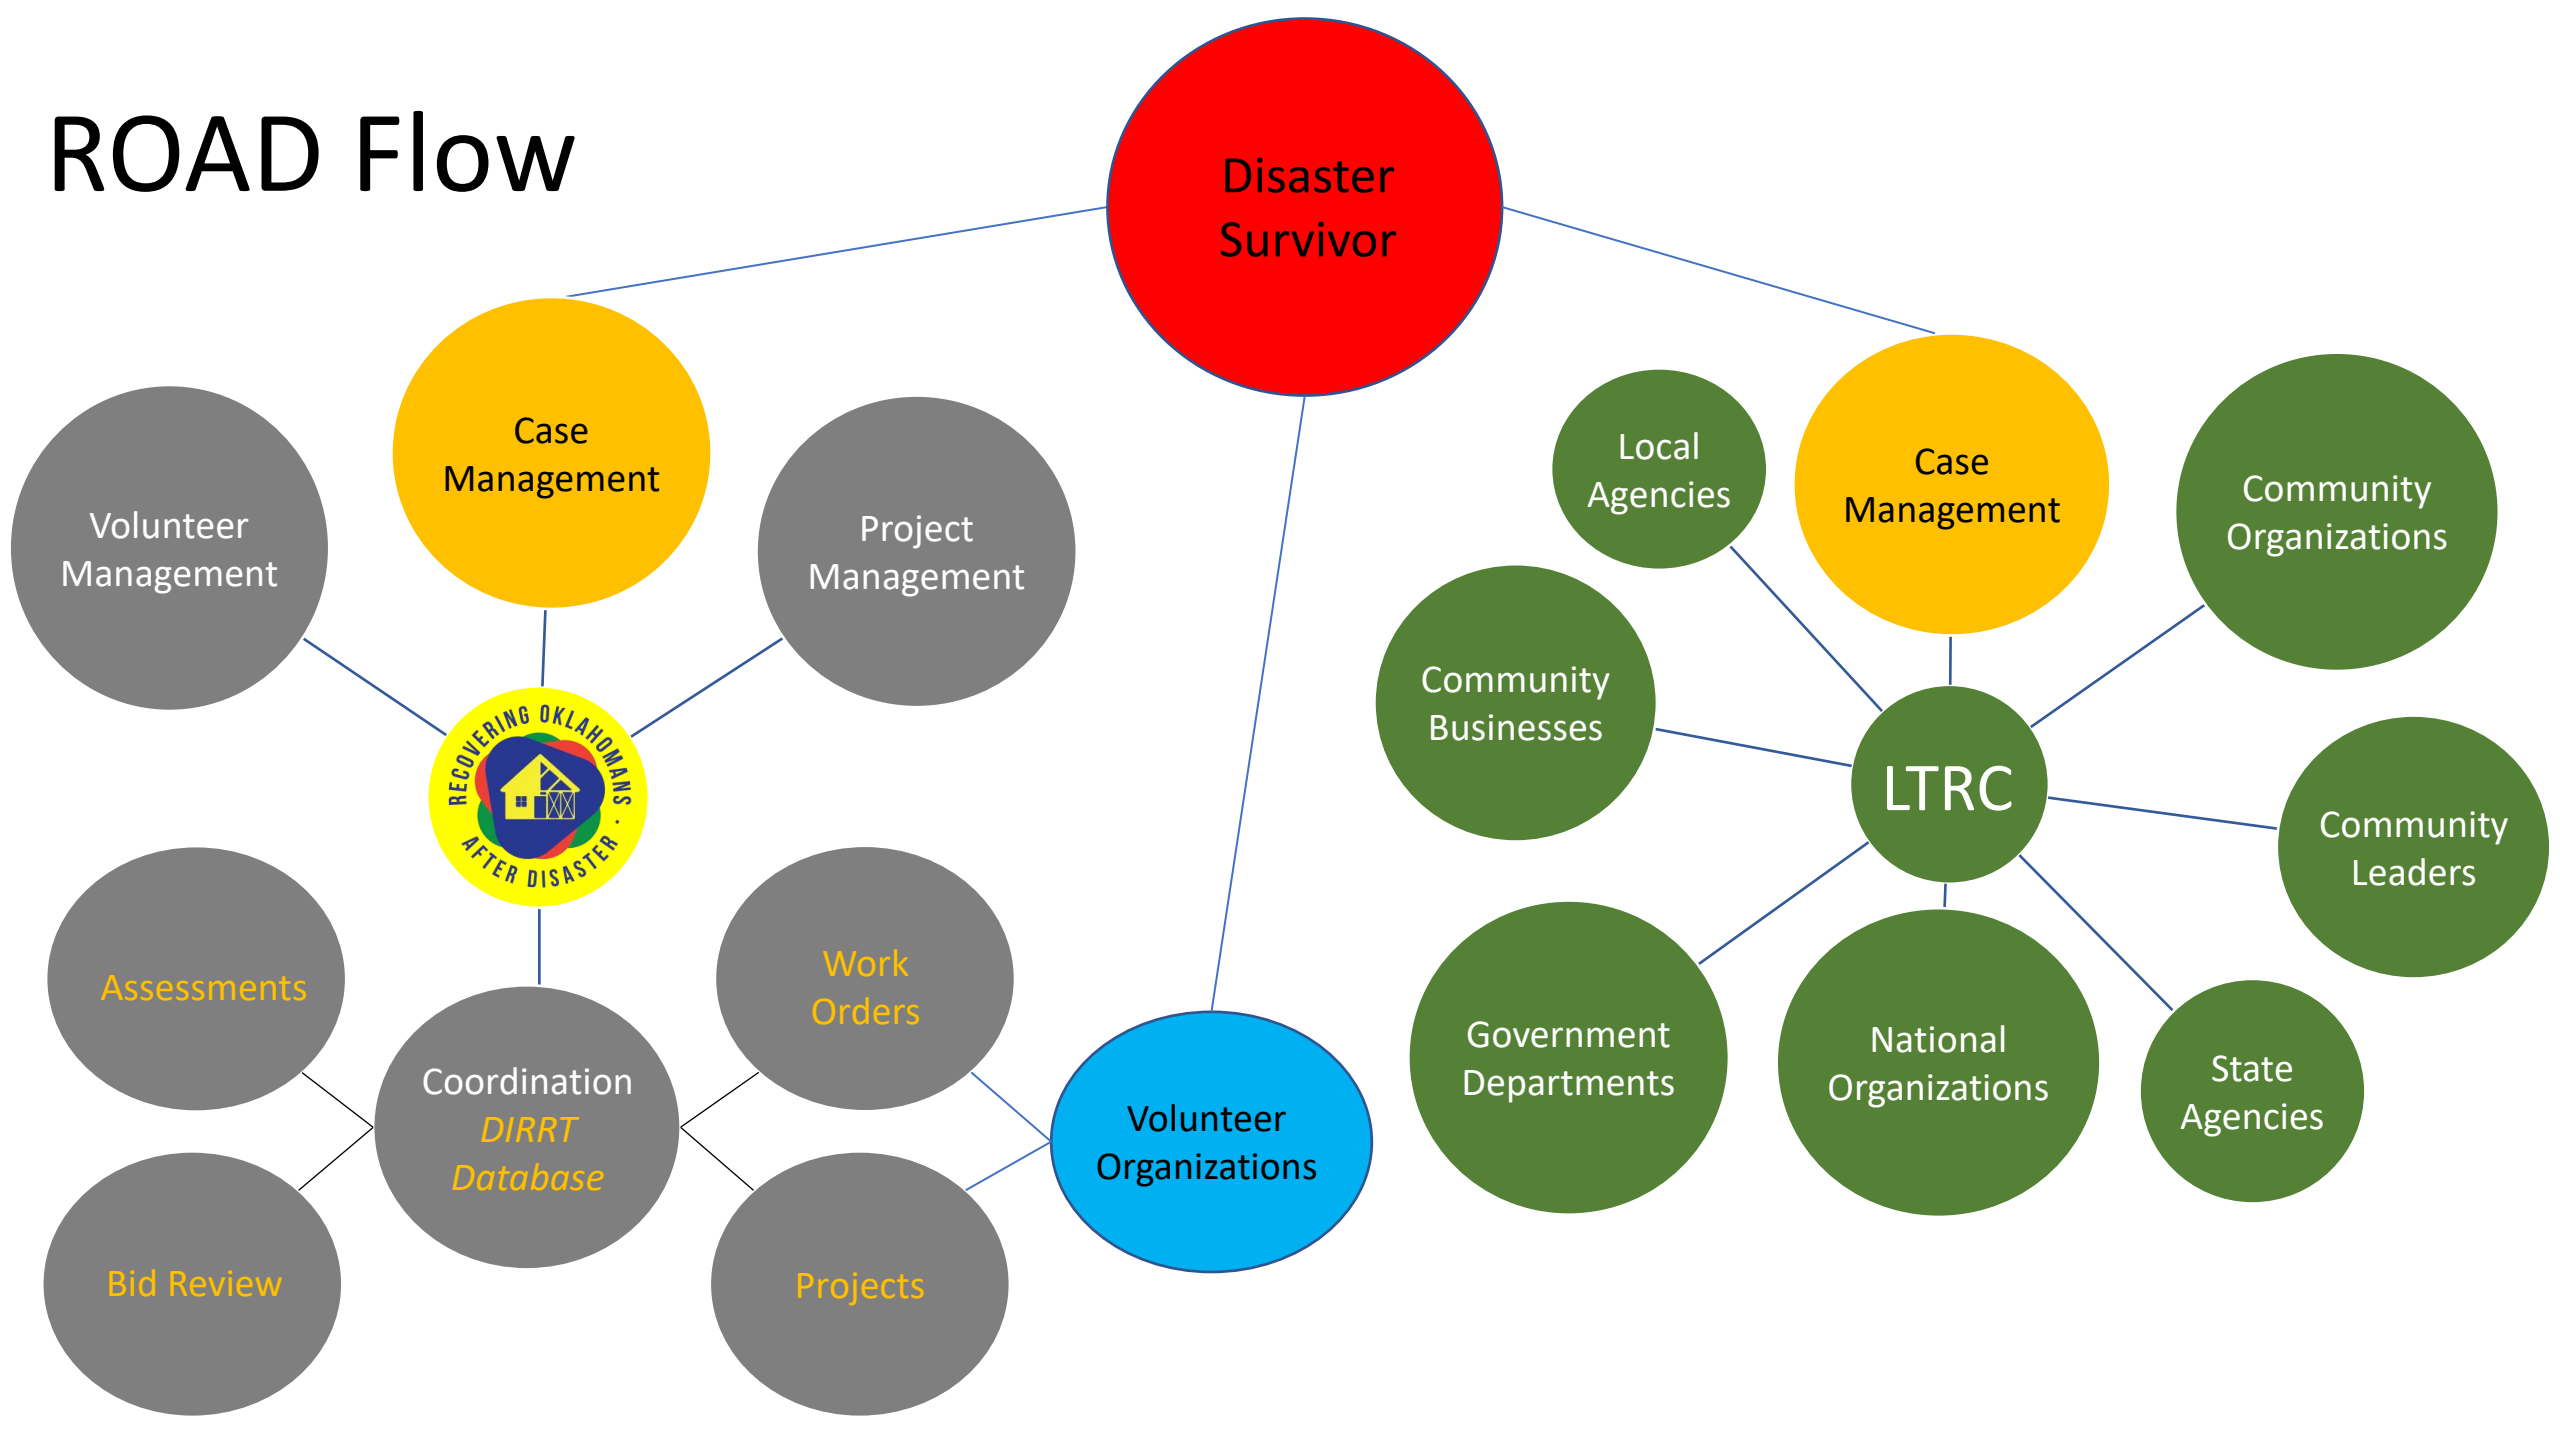 ROAD Flow
Disaster
Survivor
Case
Management
Volunteer
Management
Project
Management
RECOVERING OKLAHOMANS
AFTER DISASTER ·
Assessments
Work
Orders
Coordination
DIRRT
Database
Bid Review
Projects
Volunteer
Organizations
Local
Agencies
Case
Management
Community
Organizations
Community
Businesses
LTRC
Community
Leaders
Government
Departments
National
Organizations
State
Agencies